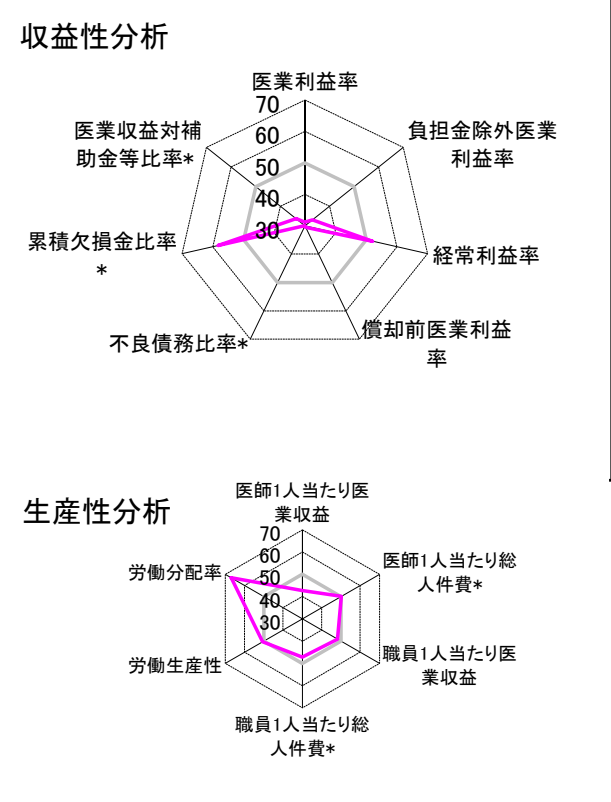 収益性分析
医業利益率
70
60
50
40
30
負担金除外医業
利益率
経常利益率
償却前医業利益
率
不良債務比率*
累積欠損金比率
*
医業収益対補
助金等比率*
生産性分析
医師1人当たり医
業収益
70
60
50
40
30
医師1人当たり総
人件費*
職員1人当たり医
業収益
職員1人当たり総
人件費*
労働生産性
労働分配率